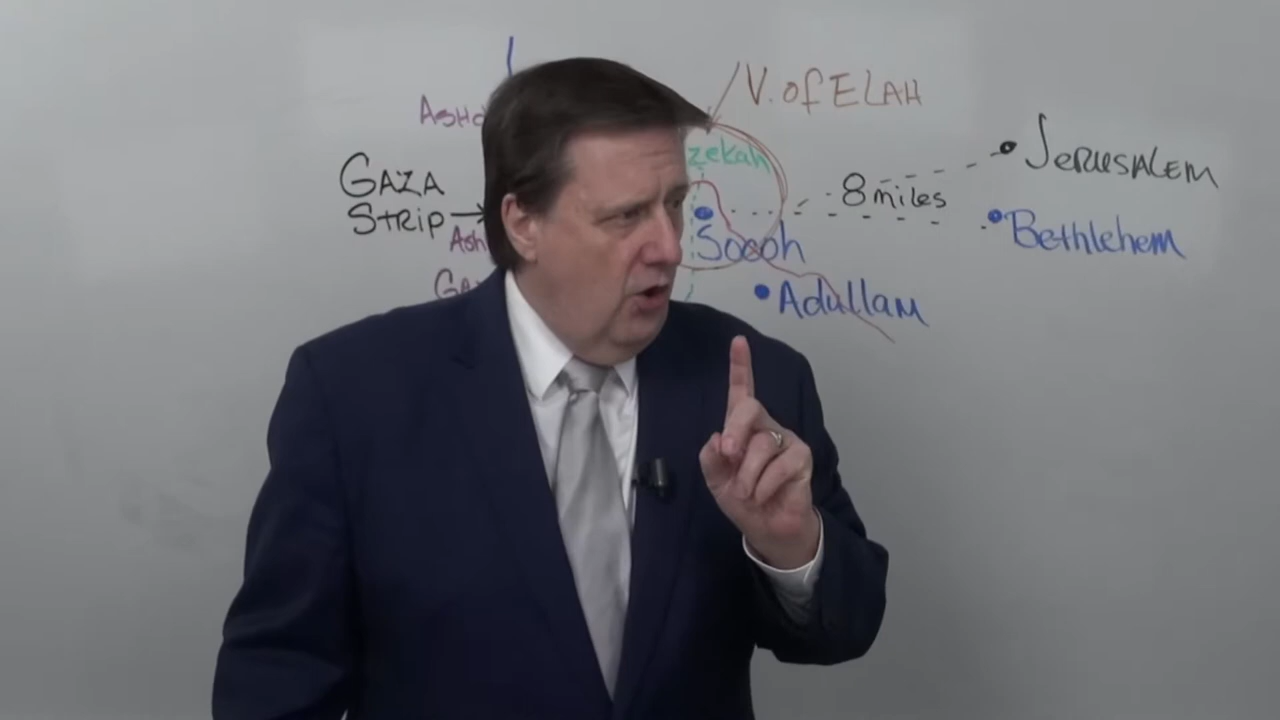 V. of ELAH
GAZA
STRIP
8 miles
JERUSALEM
Bethlehem
Socoh
Adullam